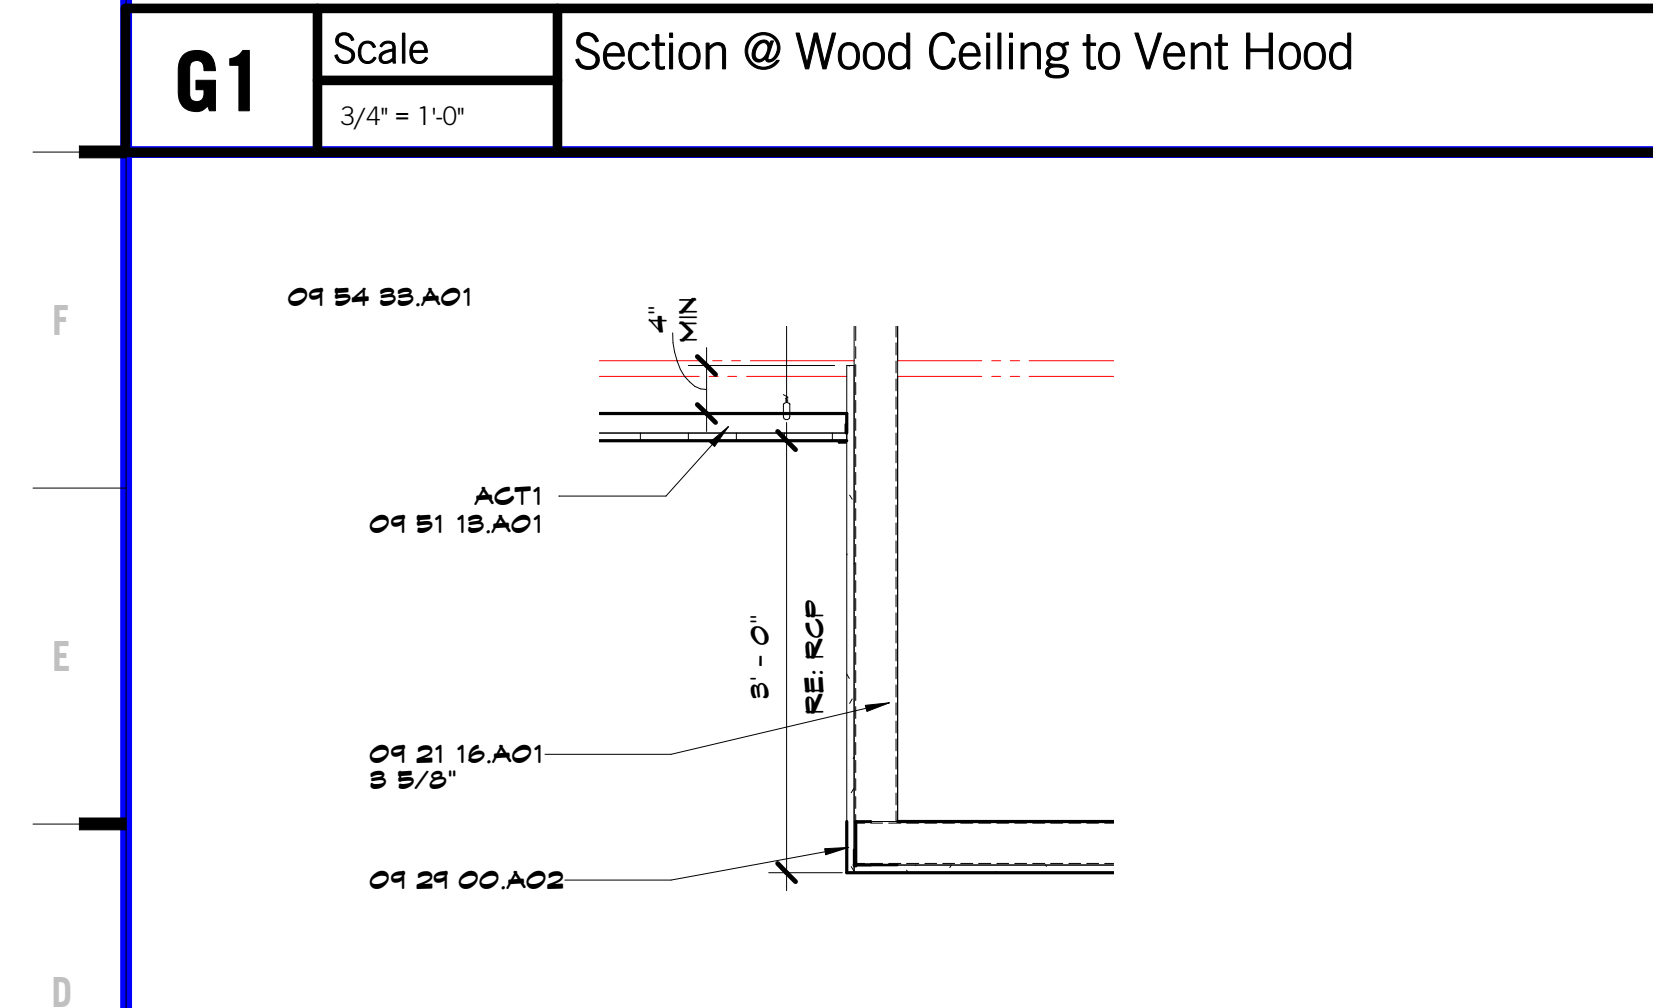 G1
Scale
3/4" = 1'-0"
Section @ Wood Ceiling to Vent Hood
F
09 54 33.A01
4"
MIN
ACT1
09 51 13.A01
E
3' - 0"
RE: RCP
09 21 16.A01
3 5/8"
09 29 00.A02
D